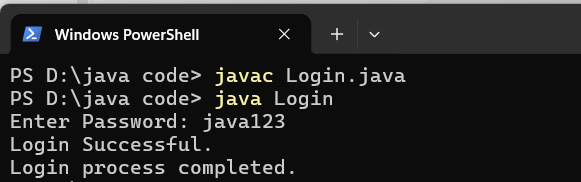 Windows PowerShell
PS D:\java code> javac Login.java
PS D:\java code> java Login
Enter Password: java123
Login Successful.
Login process completed.